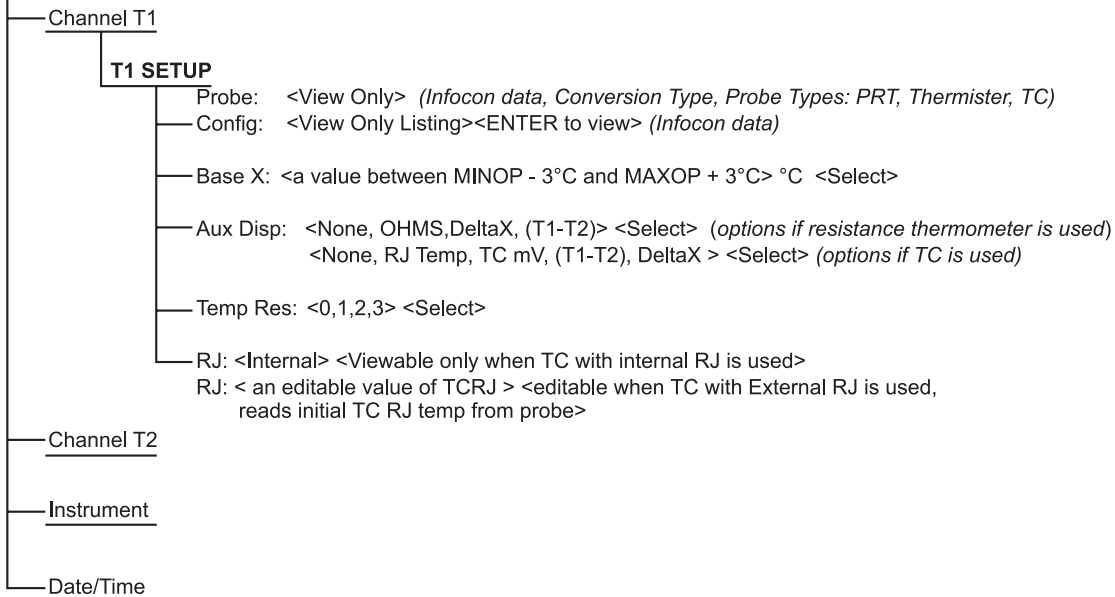 Channel T1
T1 SETUP
Probe: <View Only> (Infocon data, Conversion Type, Probe Types: PRT, Thermister, TC)
Config: <View Only Listing><ENTER to view> (Infocon data)
Base X: <a value between MINOP - 3°C and MAXOP + 3°C> °C <Select>
Aux Disp: <None, OHMS,DeltaX, (T1-T2)> <Select> (options if resistance thermometer is used)
<None, RJ Temp, TC mV, (T1-T2), DeltaX > <Select> (options if TC is used)
Temp Res: <0,1,2,3> <Select>
RJ: <Internal> <Viewable only when TC with internal RJ is used>
RJ: < an editable value of TCRJ > <editable when TC with External RJ is used,
reads initial TC RJ temp from probe>
Channel T2
Instrument
Date/Time